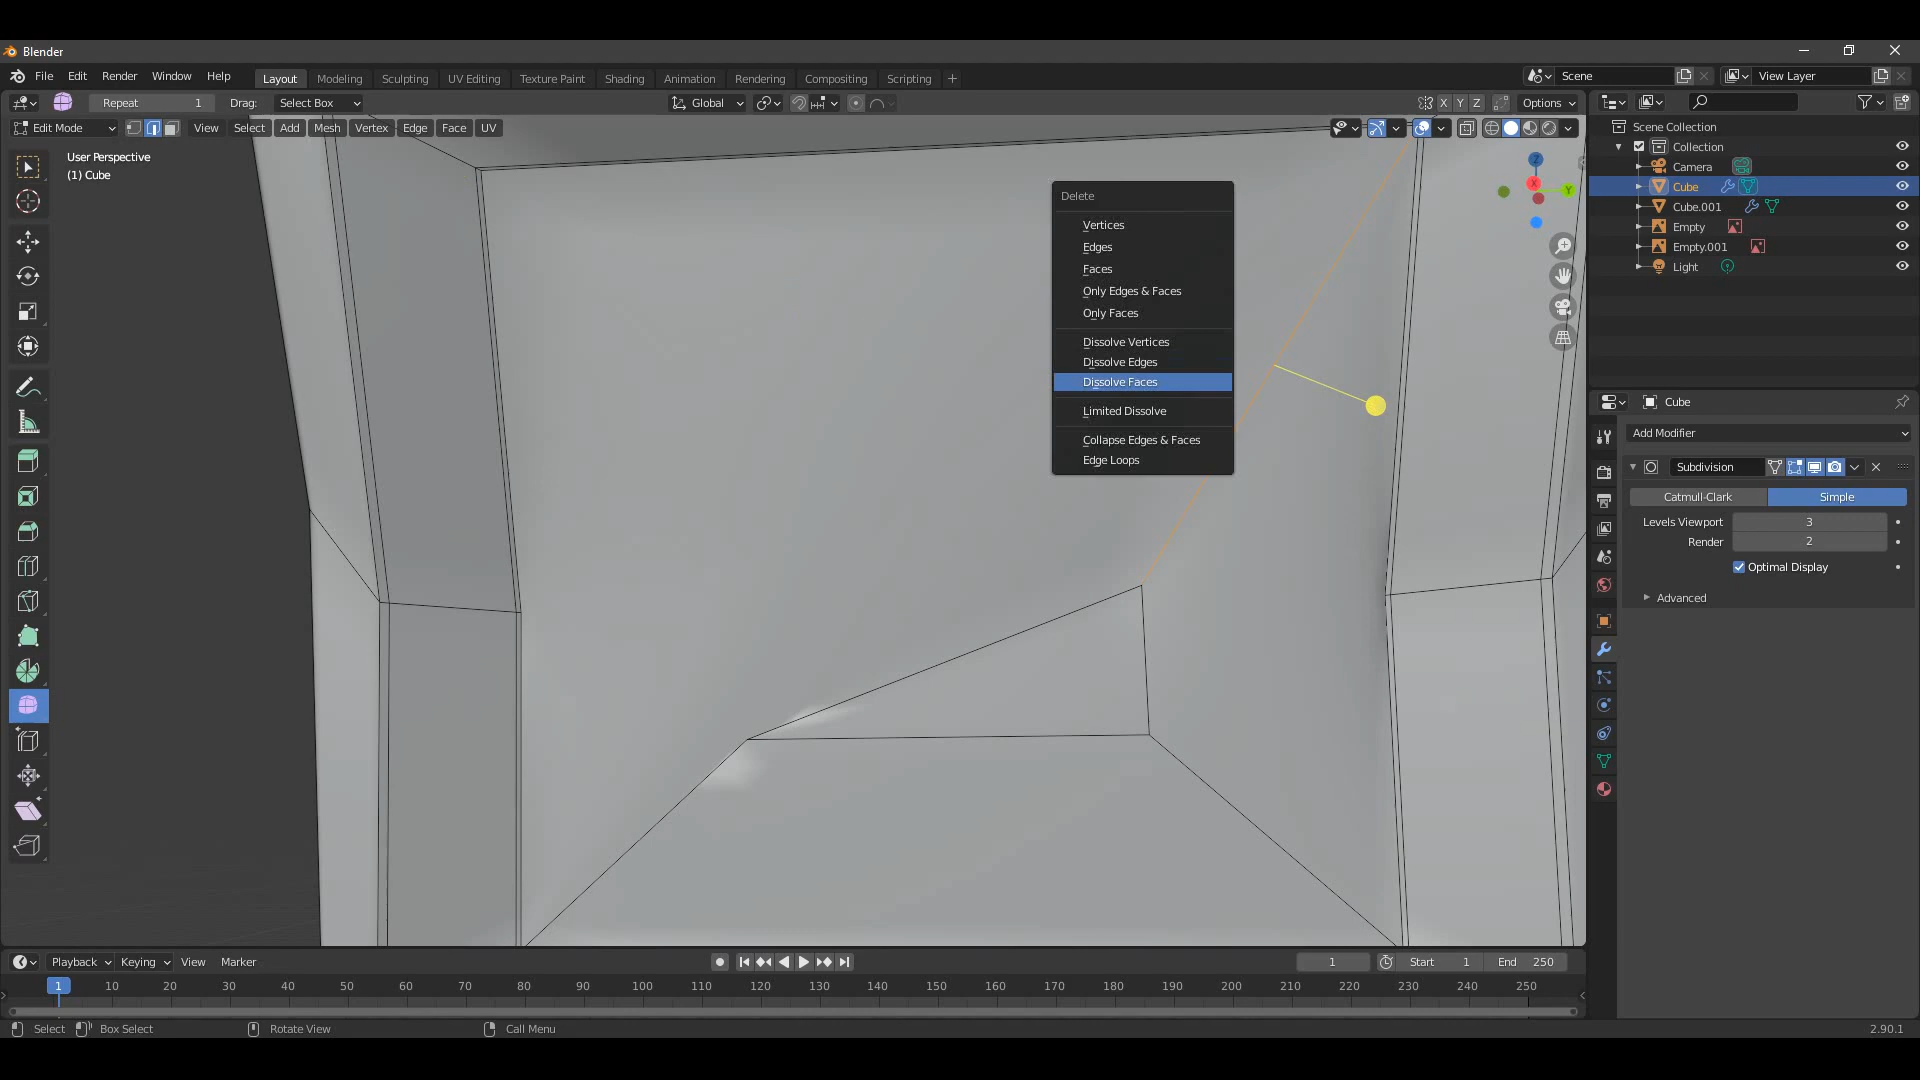 Blender
File Edit Render Window Help Layout Modeling Sculpting UV Editing Texture Paint Shading Animation Rendering Compositing Scripting + Scene View Layer
Repeat 1 Drag: Select Box Global X Y Z Options
Edit Mode View Select Add Mesh Vertex Edge Face UV
User Perspective
(1) Cube
Z
X
Y
Delete
Vertices
Edges
Faces
Only Edges & Faces
Only Faces
Dissolve Vertices
Dissolve Edges
Dissolve Faces
Limited Dissolve
Collapse Edges & Faces
Edge Loops
Scene Collection
Collection
Camera
Cube
Cube.001
Empty
Empty.001
Light
Cube
Add Modifier
Subdivision
Catmull-Clark Simple
Levels Viewport 3
Render 2
Optimal Display
Advanced
Playback Keying View Marker 1 Start 1 End 250
1 10 20 30 40 50 60 70 80 90 100 110 120 130 140 150 160 170 180 190 200 210 220 230 240 250
Select Box Select Rotate View Call Menu 2.90.1